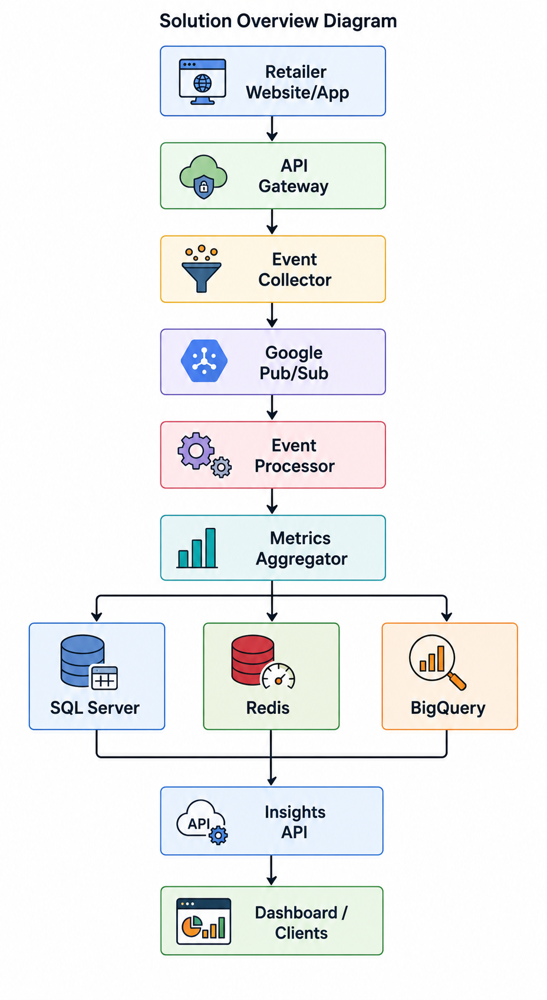 Solution Overview Diagram
Retailer
Website/App
API
Gateway
Event
Collector
Google
Pub/Sub
Event
Processor
Metrics
Aggregator
SQL Server
Redis
BigQuery
API
Insights
API
Dashboard /
Clients